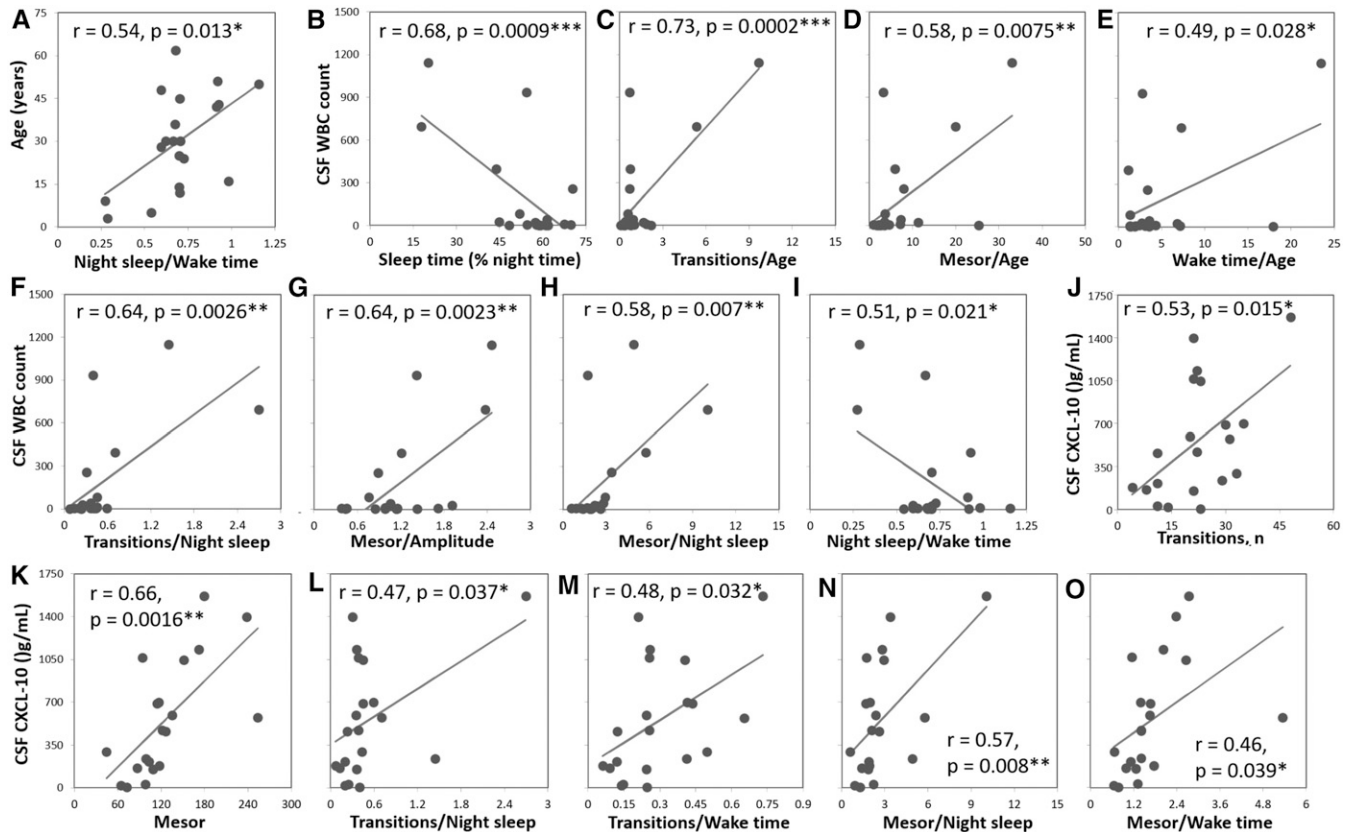 A
r = 0.54, p = 0.013*
Age (years)
75
60
45
30
15
0
0 0.25 0.5 0.75 1 1.25
Night sleep/Wake time
B
r = 0.68, p = 0.0009***
CSF WBC count
1500
1200
900
600
300
0
0 15 30 45 60 75
Sleep time (% night time)
C
r = 0.73, p = 0.0002***
0 3 6 9 12 15
Transitions/Age
D
r = 0.58, p = 0.0075**
0 10 20 30 40 50
Mesor/Age
E
r = 0.49, p = 0.028*
0 5 10 15 20 25
Wake time/Age
F
r = 0.64, p = 0.0026**
CSF WBC count
1500
1200
900
600
300
0
0 0.6 1.2 1.8 2.4 3
Transitions/Night sleep
G
r = 0.64, p = 0.0023**
0 0.6 1.2 1.8 2.4 3
Mesor/Amplitude
H
r = 0.58, p = 0.007**
0 3 6 9 12 15
Mesor/Night sleep
I
r = 0.51, p = 0.021*
0 0.25 0.5 0.75 1 1.25
Night sleep/Wake time
J
r = 0.53, p = 0.015*
CSF CXCL-10 ()g/mL)
1750
1400
1050
700
350
0
0 15 30 45 60
Transitions, n
K
r = 0.66,
p = 0.0016**
CSF CXCL-10 ()g/mL)
1750
1400
1050
700
350
0
0 60 120 180 240 300
Mesor
L
r = 0.47, p = 0.037*
0 0.6 1.2 1.8 2.4 3
Transitions/Night sleep
M
r = 0.48, p = 0.032*
0 0.15 0.3 0.45 0.6 0.75 0.9
Transitions/Wake time
N
r = 0.57,
p = 0.008**
0 3 6 9 12 15
Mesor/Night sleep
O
r = 0.46,
p = 0.039*
0 1.2 2.4 3.6 4.8 6
Mesor/Wake time